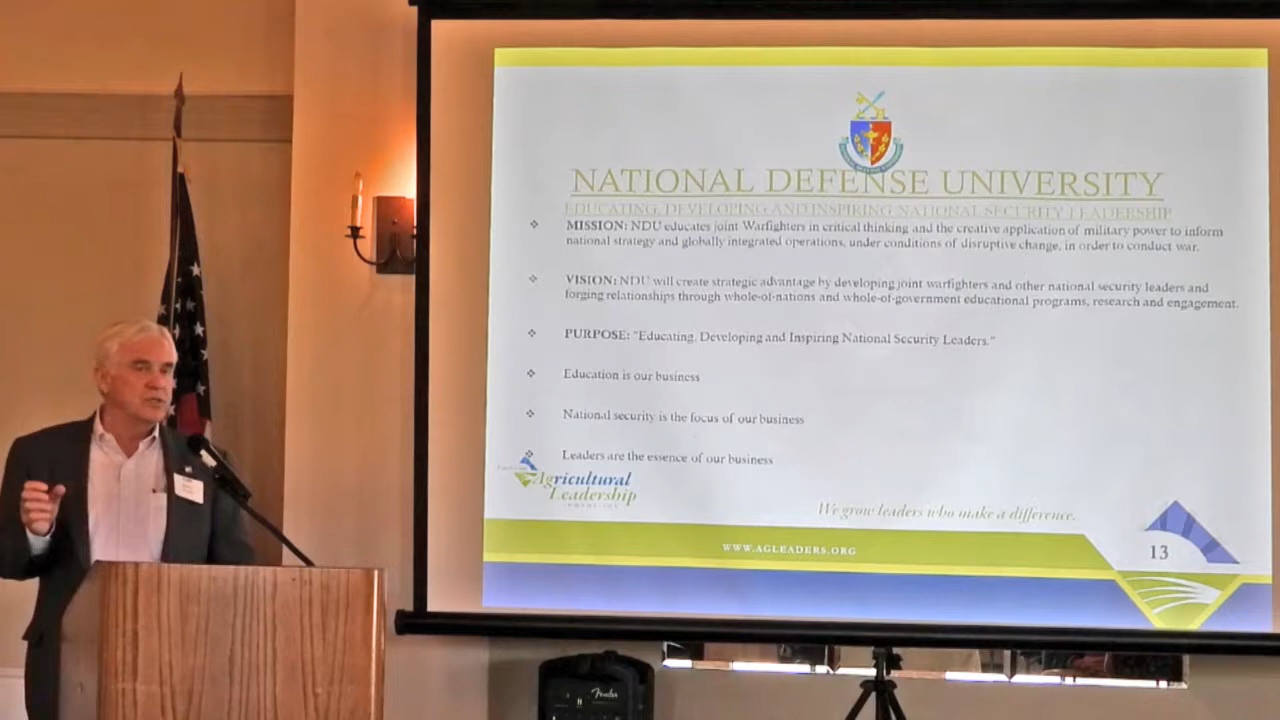 NATIONAL DEFENSE UNIVERSITY
EDUCATING, DEVELOPING AND INSPIRING NATIONAL SECURITY LEADERSHIP
MISSION: NDU educates joint Warfighters in critical thinking and the creative application of military power to inform
national strategy and globally integrated operations, under conditions of disruptive change, in order to conduct war.
VISION: NDU will create strategic advantage by developing joint warfighters and other national security leaders and
forging relationships through whole-of-nations and whole-of-government educational programs, research and engagement.
PURPOSE: "Educating, Developing and Inspiring National Security Leaders."
Education is our business
National security is the focus of our business
Leaders are the essence of our business
Agricultural
Leadership
We grow leaders who make a difference.
WWW.AGLEADERS.ORG
13
Fender